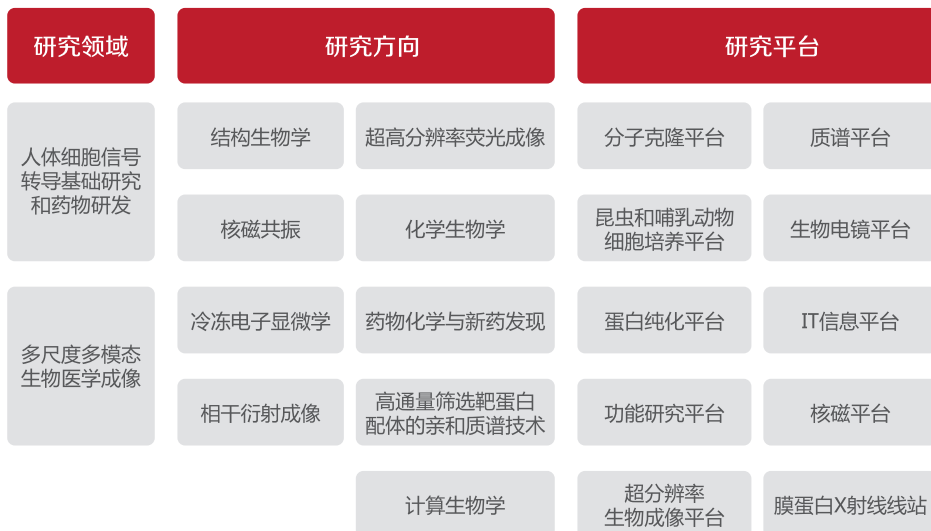 研究领域
研究方向
研究平台
人体细胞信号
转导基础研究
和药物研发
多尺度多模态
生物医学成像
结构生物学
超高分辨率荧光成像
核磁共振
化学生物学
冷冻电子显微学
药物化学与新药发现
相干衍射成像
高通量筛选靶蛋白
配体的亲和质谱技术
计算生物学
分子克隆平台
质谱平台
昆虫和哺乳动物
细胞培养平台
生物电镜平台
蛋白纯化平台
IT信息平台
功能研究平台
核磁平台
超分辨率
生物成像平台
膜蛋白X射线线站